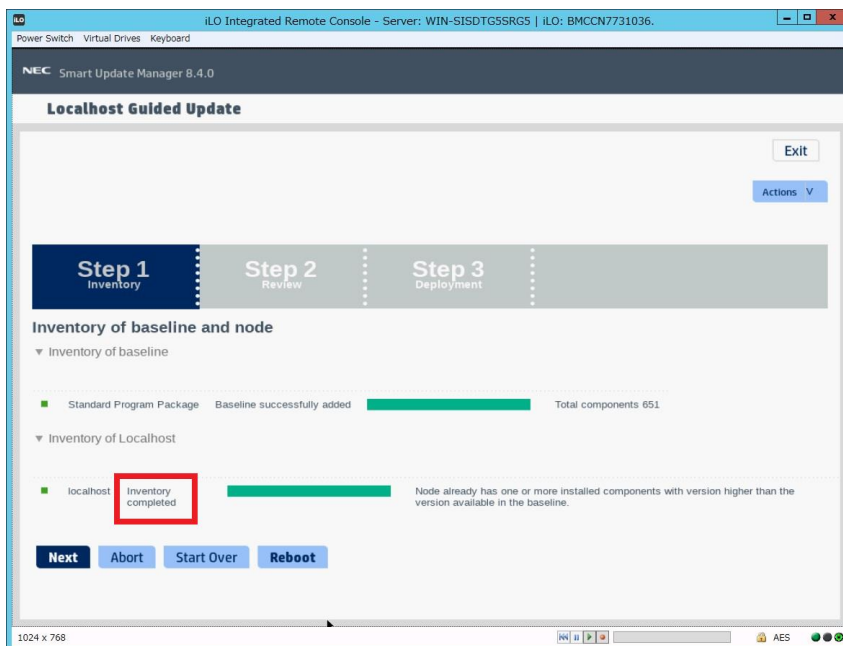 iLO
iLO Integrated Remote Console - Server: WIN-SISDTG5SRG5 | iLO: BMCCN7731036.
Power Switch Virtual Drives Keyboard
NEC Smart Update Manager 8.4.0
Localhost Guided Update
Exit
Actions V
Step 1
Inventory
Step 2
Review
Step 3
Deployment
Inventory of baseline and node
Inventory of baseline
Standard Program Package Baseline successfully added Total components 651
Inventory of Localhost
localhost Inventory completed Node already has one or more installed components with version higher than the
version available in the baseline.
Next Abort Start Over Reboot
1024 x 768 AES